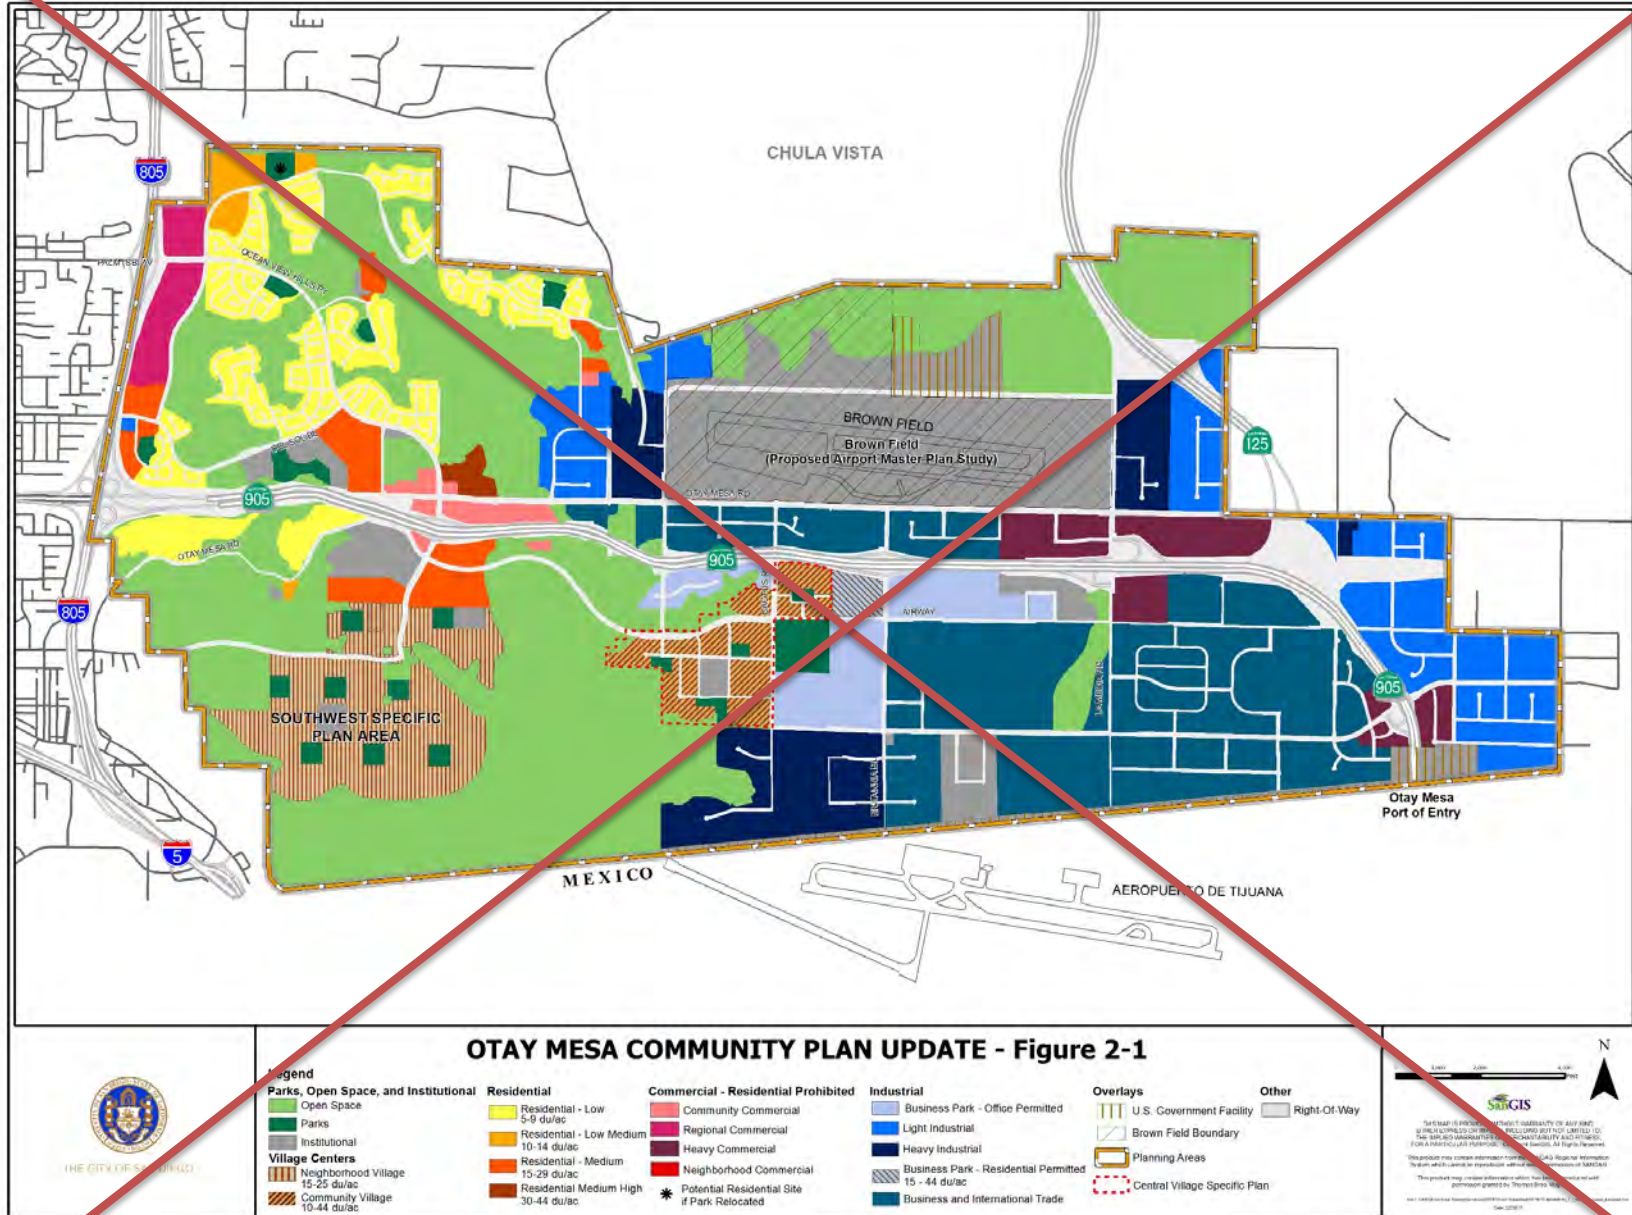 CHULA VISTA
805
PALM (SB) AV
OCEAN VIEW HILLS PY
BROWN FIELD
Brown Field
(Proposed Airport Master Plan Study)
125
OTAY MESA RD
905
OTAY MESA RD
905
AIRWAY
805
905
SOUTHWEST SPECIFIC
PLAN AREA
Otay Mesa
Port of Entry
5
MEXICO
AEROPUERTO DE TIJUANA
OTAY MESA COMMUNITY PLAN UPDATE - Figure 2-1
Legend
Parks, Open Space, and Institutional
Open Space
Parks
Institutional
Village Centers
Neighborhood Village
15-25 du/ac
Community Village
10-44 du/ac
Residential
Residential - Low
5-9 du/ac
Residential - Low Medium
10-14 du/ac
Residential - Medium
15-29 du/ac
Residential Medium High
30-44 du/ac
Commercial - Residential Prohibited
Community Commercial
Regional Commercial
Heavy Commercial
Neighborhood Commercial
Potential Residential Site
if Park Relocated
Industrial
Business Park - Office Permitted
Light Industrial
Heavy Industrial
Business Park - Residential Permitted
15 - 44 du/ac
Business and International Trade
Overlays
U.S. Government Facility
Brown Field Boundary
Planning Areas
Central Village Specific Plan
Other
Right-Of-Way
THE CITY OF SAN DIEGO
N
SanGIS